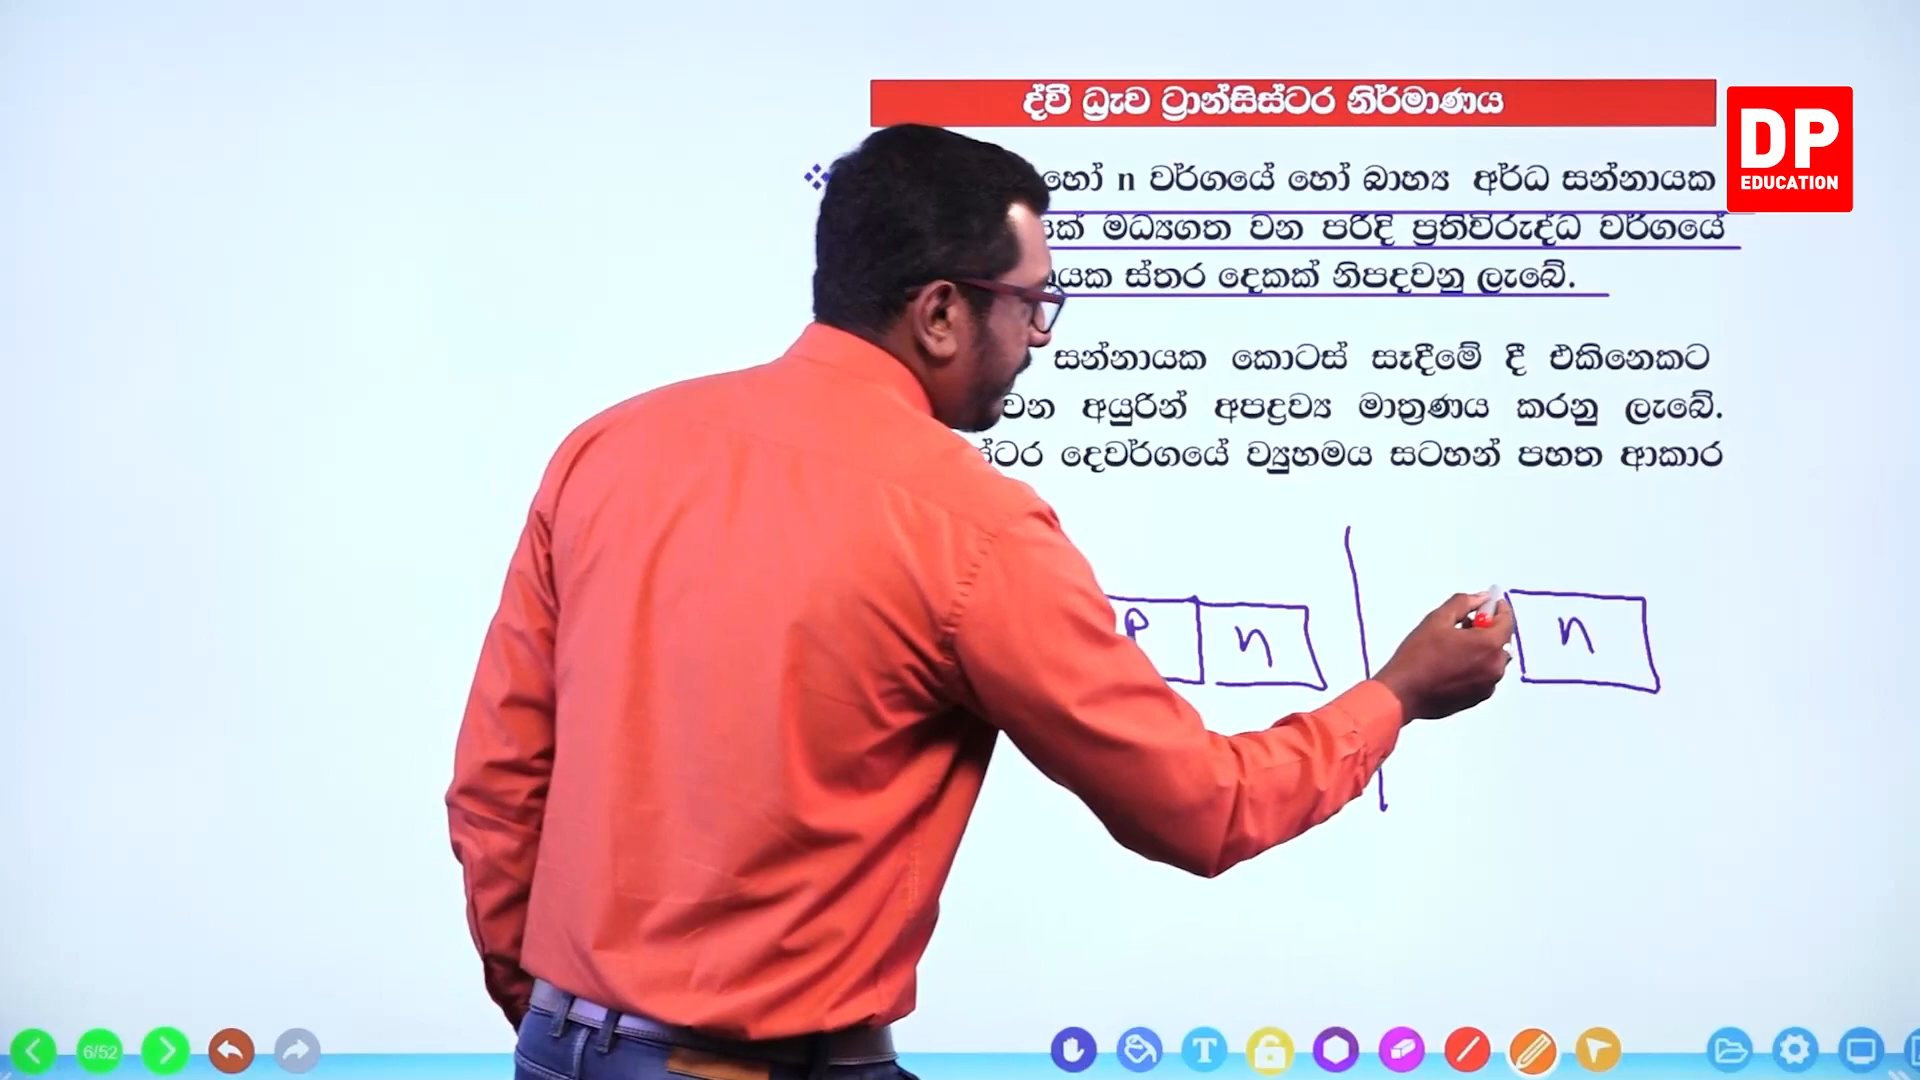 ද්වී ධ්‍රැව ට්‍රාන්සිස්ටර නිර්මාණය
DP
EDUCATION
හෝ n වර්ගයේ හෝ බාහ්‍ය අර්ධ සන්නායක
මධ්‍යගත වන පරිදි ප්‍රතිවිරුද්ධ වර්ගයේ
ස්තර දෙකක් නිපදවනු ලැබේ.
සන්නායක කොටස් සෑදීමේ දී එකිනෙකට
වන අයුරින් අපද්‍රව්‍ය මාත්‍රණය කරනු ලැබේ.
දෙවර්ගයේ ව්‍යුහමය සටහන් පහත ආකාර
P n n
6/52